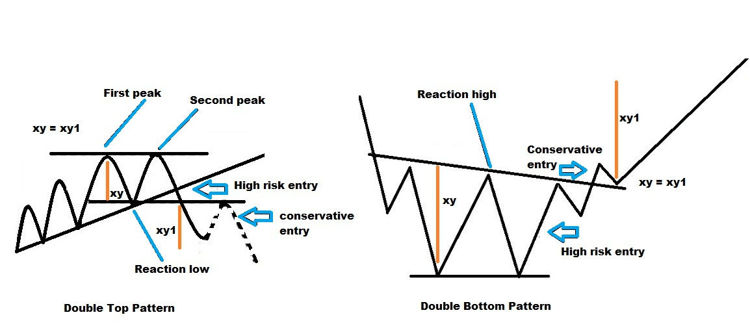 First peak
Second peak
xy = xy1
xy
High risk entry
xy1
conservative
entry
Reaction low
Double Top Pattern
Reaction high
xy1
Conservative
entry
xy = xy1
xy
High risk entry
Double Bottom Pattern